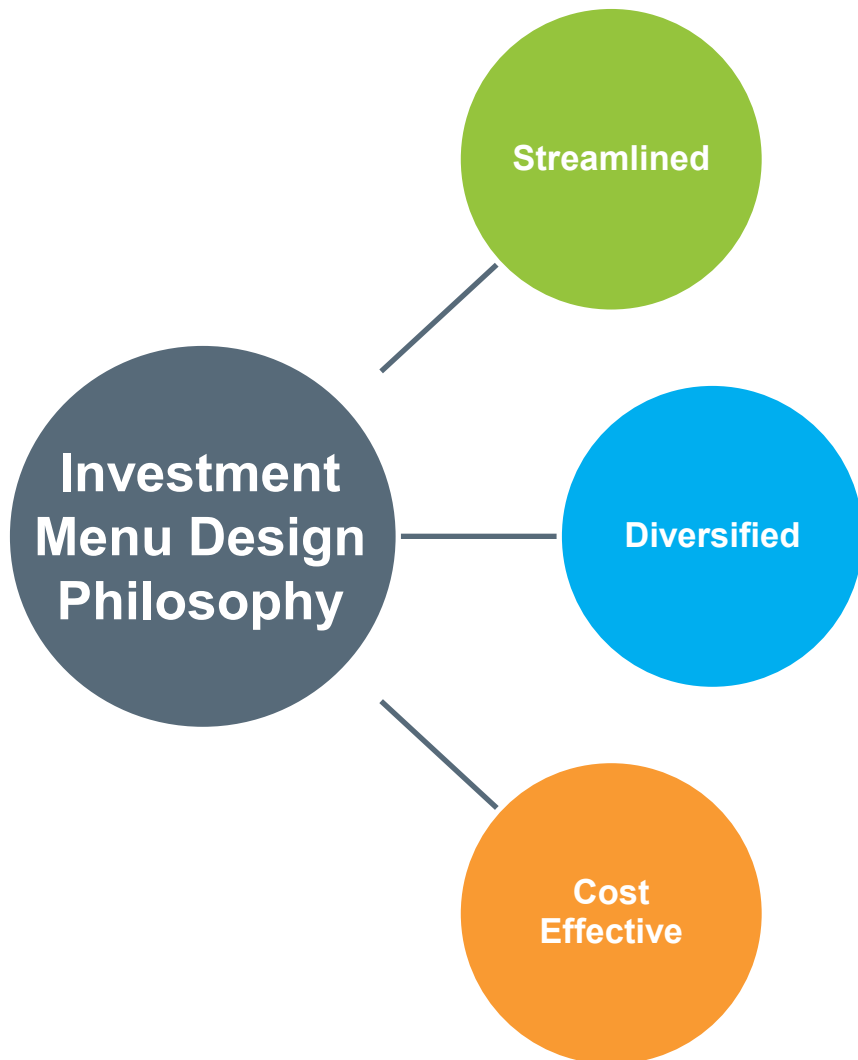 Streamlined
Investment
Menu Design
Philosophy
Diversified
Cost
Effective